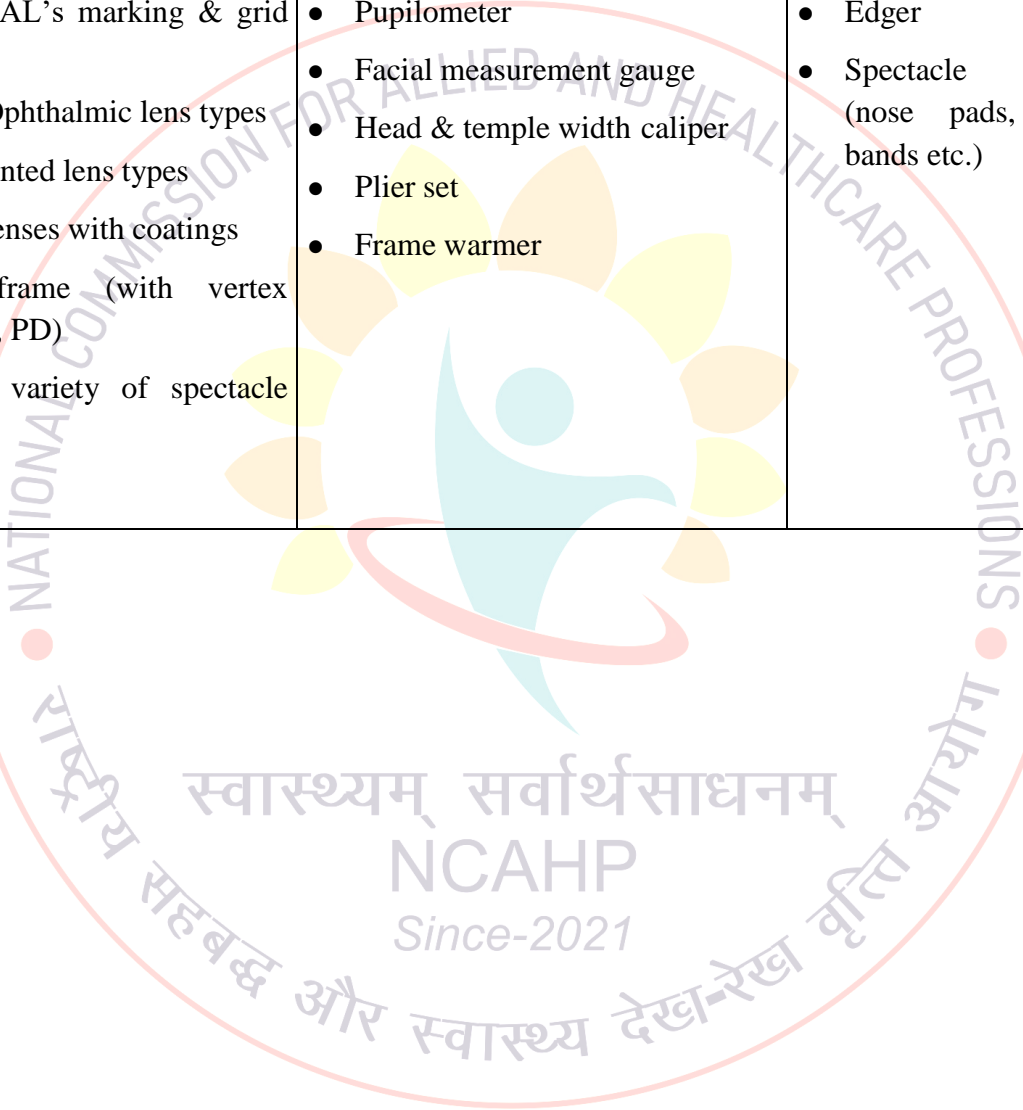 AL's marking & grid
Ophthalmic lens types
nted lens types
enses with coatings
frame (with vertex
, PD)
variety of spectacle
● Pupilometer
● Facial measurement gauge
● Head & temple width caliper
● Plier set
● Frame warmer
● Edger
● Spectacle
(nose pads,
bands etc.)
NATIONAL COMMISSION FOR ALLIED AND HEALTHCARE PROFESSIONS
स्वास्थ्यम् सर्वार्थसाधनम्
NCAHP
Since-2021
राष्ट्रीय सहबद्ध और स्वास्थ्य देख-रेख वृत्ति आयोग